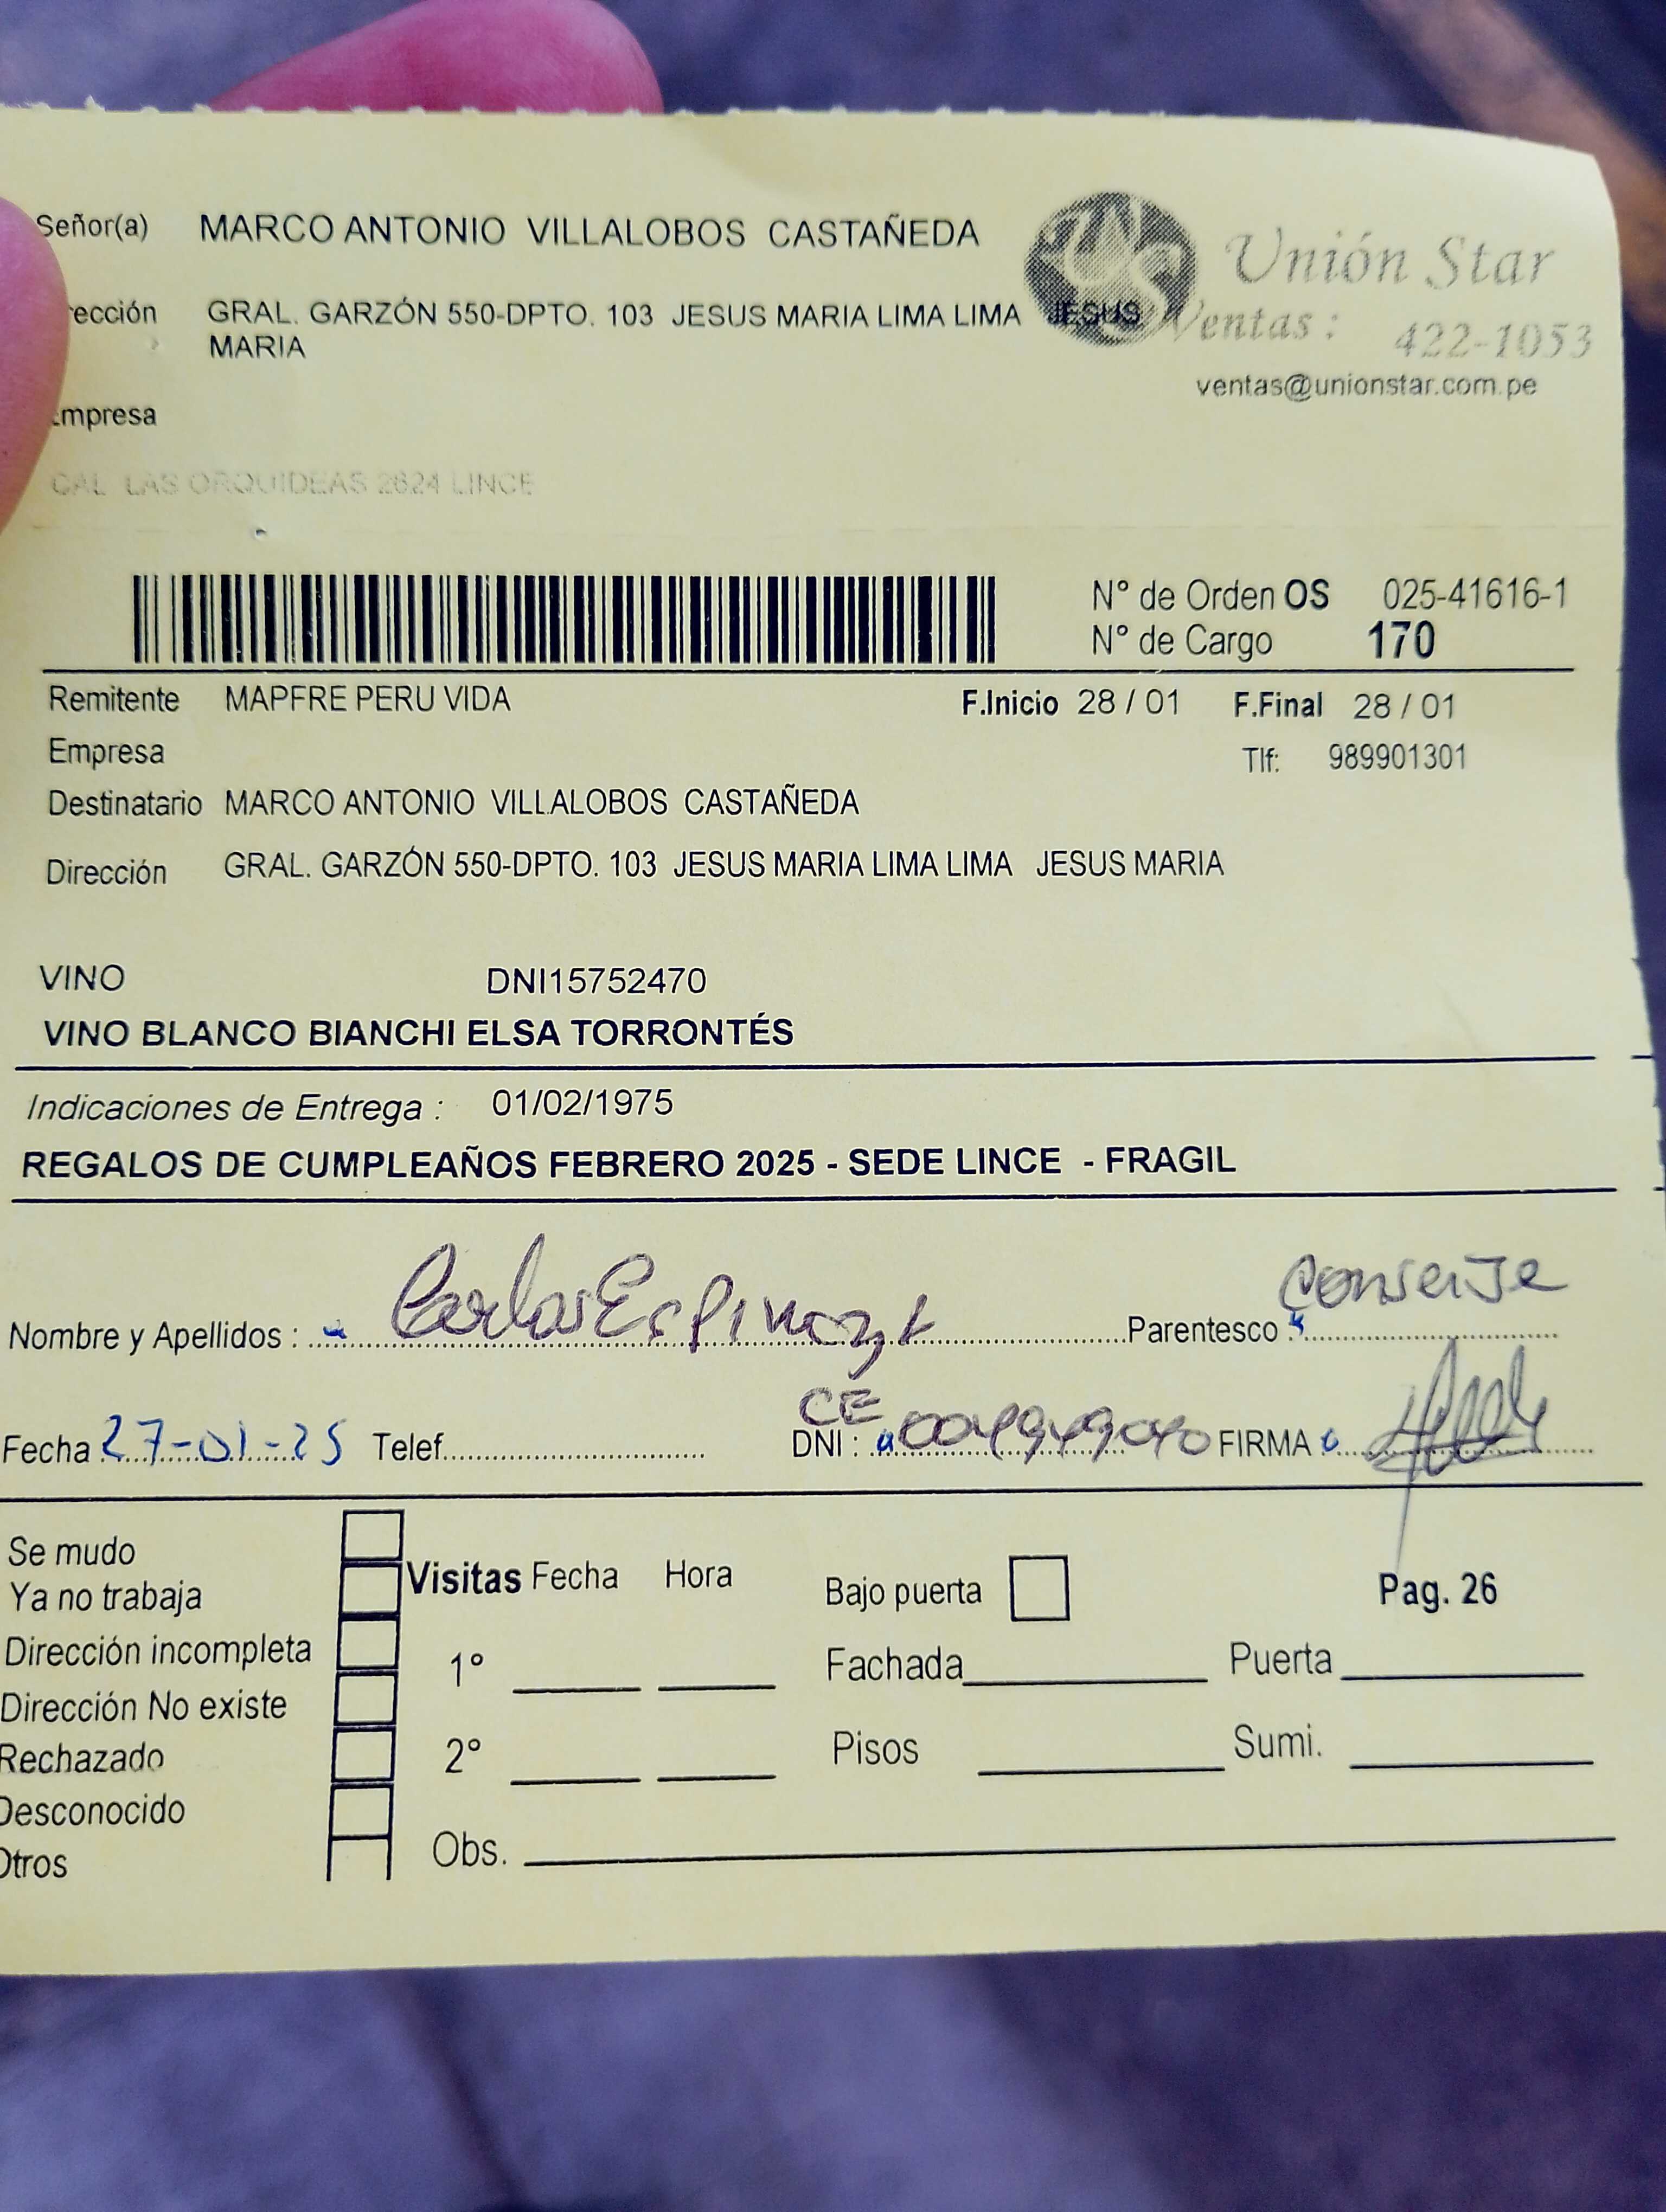 Señor(a) MARCO ANTONIO VILLALOBOS CASTAÑEDA
Unión Star
rección GRAL. GARZÓN 550-DPTO. 103 JESUS MARIA LIMA LIMA JESUS
MARIA
Ventas: 422-1053
ventas@unionstar.com.pe
mpresa
CAL LAS ORQUIDEAS 2624 LINCE
N° de Orden OS 025-41616-1
N° de Cargo 170
Remitente MAPFRE PERU VIDA F.Inicio 28 / 01 F.Final 28 / 01
Empresa Tlf: 989901301
Destinatario MARCO ANTONIO VILLALOBOS CASTAÑEDA
Dirección GRAL. GARZÓN 550-DPTO. 103 JESUS MARIA LIMA LIMA JESUS MARIA
VINO DNI15752470
VINO BLANCO BIANCHI ELSA TORRONTÉS
Indicaciones de Entrega : 01/02/1975
REGALOS DE CUMPLEAÑOS FEBRERO 2025 - SEDE LINCE - FRAGIL
Nombre y Apellidos : Carlos Espinoza Parentesco Conserje
CE
Fecha 27-01-25 Telef. DNI : FIRMA
Se mudo
Ya no trabaja
Dirección incompleta
Dirección No existe
Rechazado
Desconocido
Otros
Visitas Fecha Hora
1°
2°
Obs.
Bajo puerta Pag. 26
Fachada Puerta
Pisos Sumi.